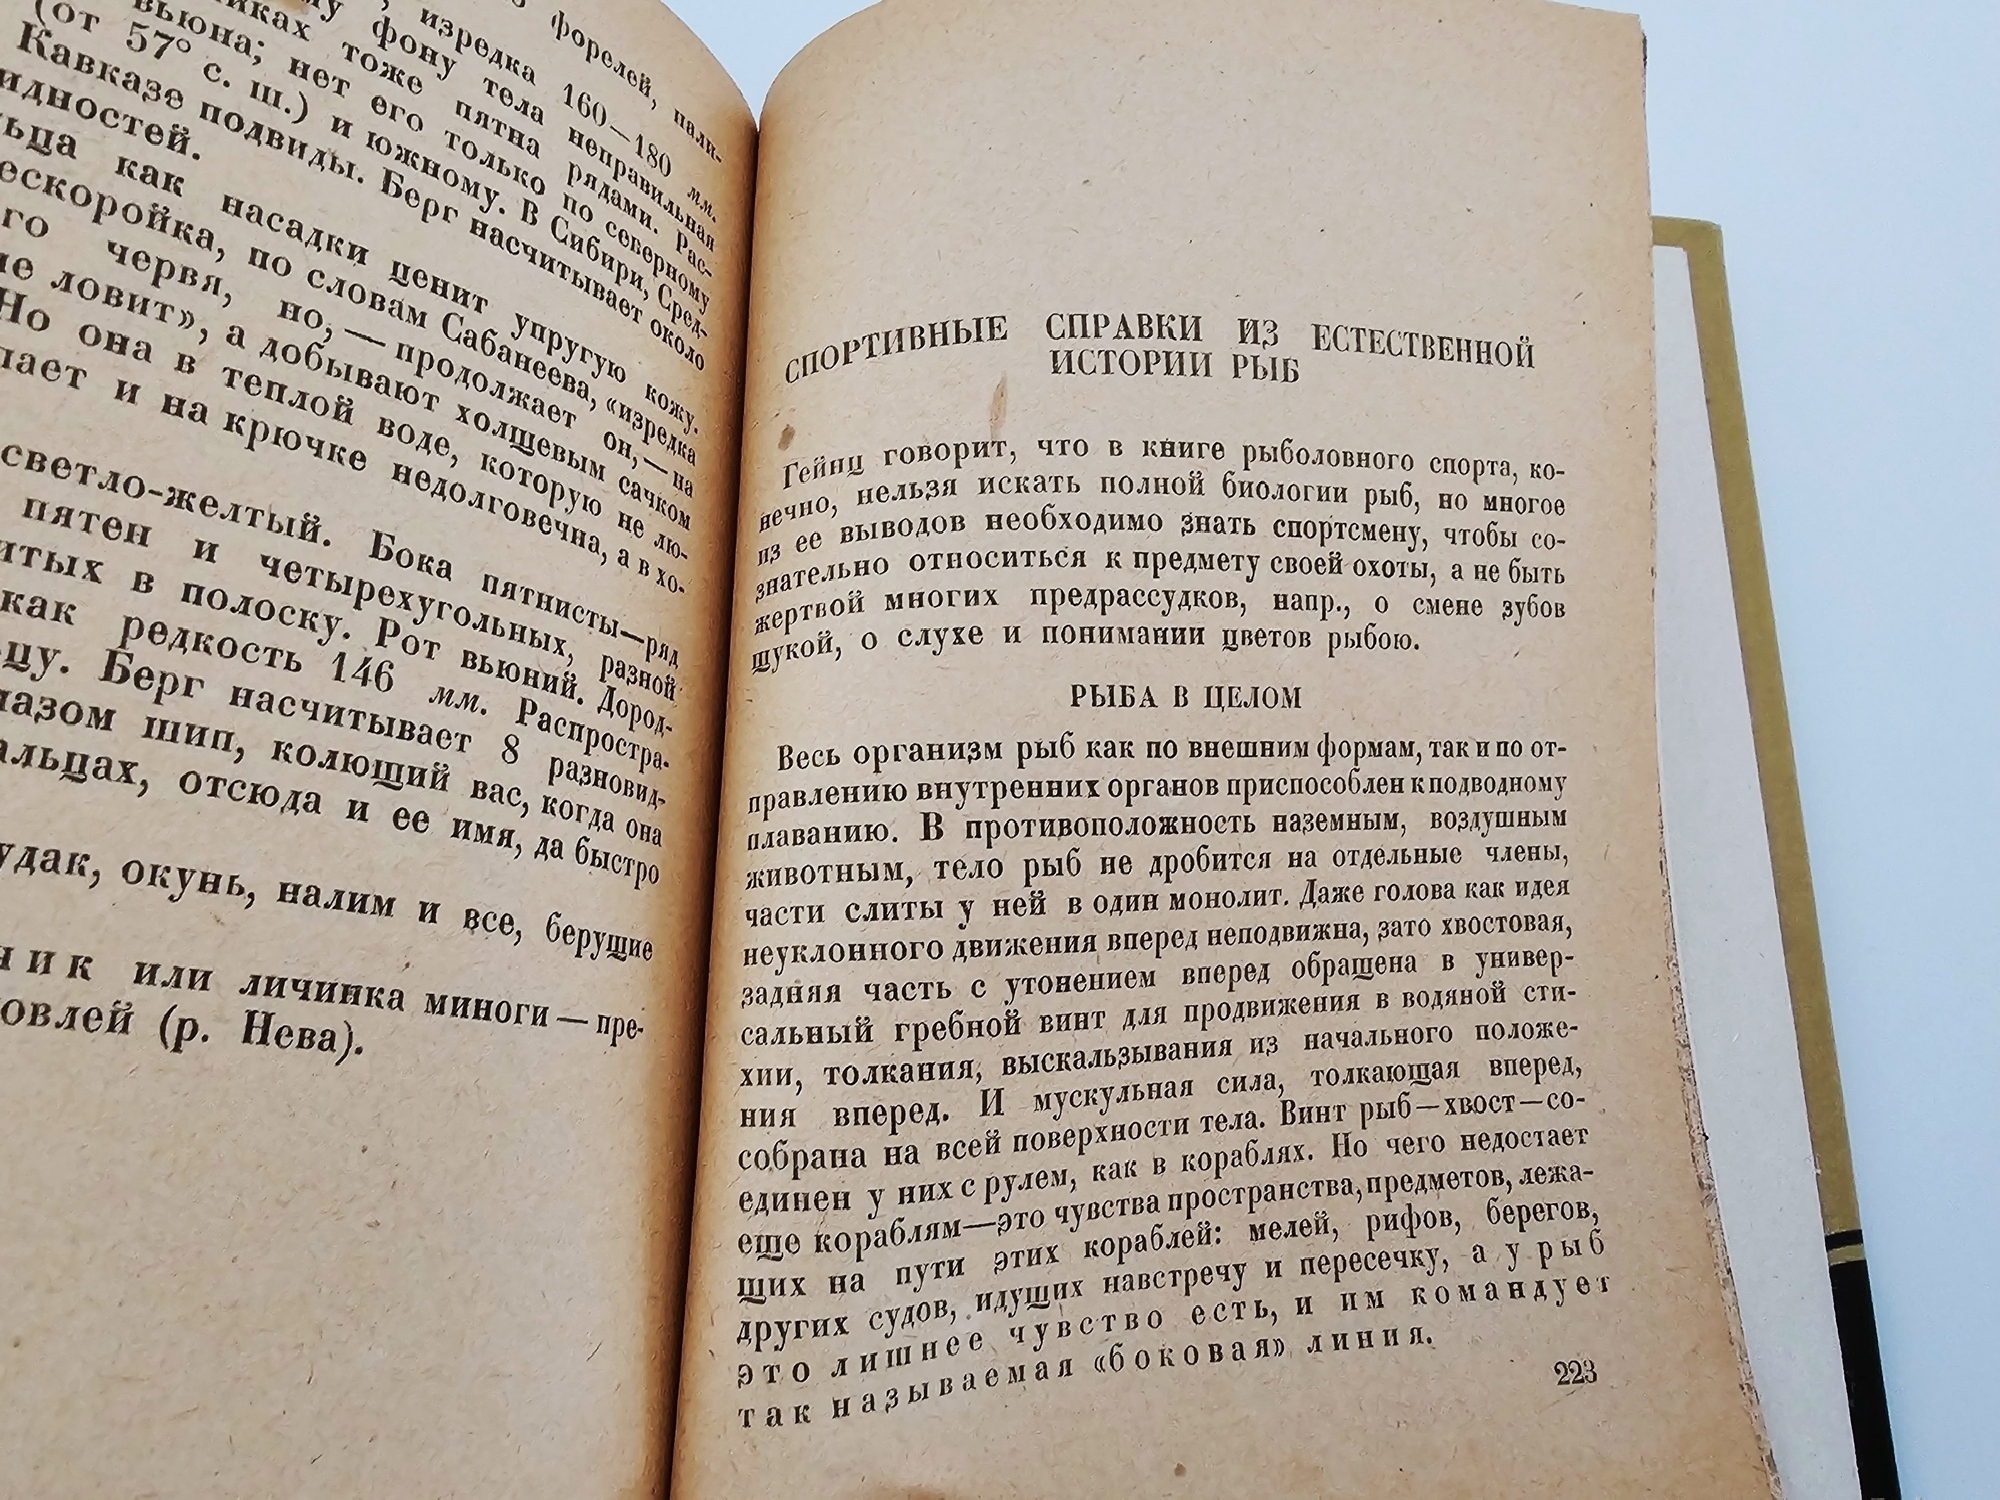 форелей, пали-
изредка 160—180 мм.
му фону тела неправильная
никах тоже пятна рядами. Рас-
вьюна; нет его только по северному
(от 57° с. ш.) и южному. В Сибири, Сред-
Кавказе подвиды. Берг насчитывает около
идностей.
ьца как насадки ценит упругую кожу.
ескоройка, по словам Сабанеева, «изредка
го червя, но, — продолжает он, — на
не ловит», а добывают холщевым сачком
Но она в теплой воде, которую не лю-
пает и на крючке недолговечна, а в хо-
светло-желтый. Бока пятнисты—ряд
пятен и четырехугольных, разной
итых в полоску. Рот вьюний. Дород-
как редкость 146 мм. Распростра-
цу. Берг насчитывает 8 разновид-
лазом шип, колющий вас, когда она
альцах, отсюда и ее имя, да быстро
удак, окунь, налим и все, берущие
ник или личинка миноги — пре-
овлей (р. Нева).
СПОРТИВНЫЕ СПРАВКИ ИЗ ЕСТЕСТВЕННОЙ
ИСТОРИИ РЫБ
Гейнц говорит, что в книге рыболовного спорта, ко-
нечно, нельзя искать полной биологии рыб, но многое
из ее выводов необходимо знать спортсмену, чтобы со-
знательно относиться к предмету своей охоты, а не быть
жертвой многих предрассудков, напр., о смене зубов
щукой, о слухе и понимании цветов рыбою.
РЫБА В ЦЕЛОМ
Весь организм рыб как по внешним формам, так и по от-
правлению внутренних органов приспособлен к подводному
плаванию. В противоположность наземным, воздушным
животным, тело рыб не дробится на отдельные члены,
части слиты у ней в один монолит. Даже голова как идея
неуклонного движения вперед неподвижна, зато хвостовая,
задняя часть с утонением вперед обращена в универ-
сальный гребной винт для продвижения в водяной сти-
хии, толкания, выскальзывания из начального положе-
ния вперед. И мускульная сила, толкающая вперед,
собрана на всей поверхности тела. Винт рыб—хвост—со-
единен у них с рулем, как в кораблях. Но чего недостает
еще кораблям—это чувства пространства, предметов, лежа-
щих на пути этих кораблей: мелей, рифов, берегов,
других судов, идущих навстречу и пересечку, а у рыб
это лишнее чувство есть, и им командует
так называемая «боковая» линия.
223